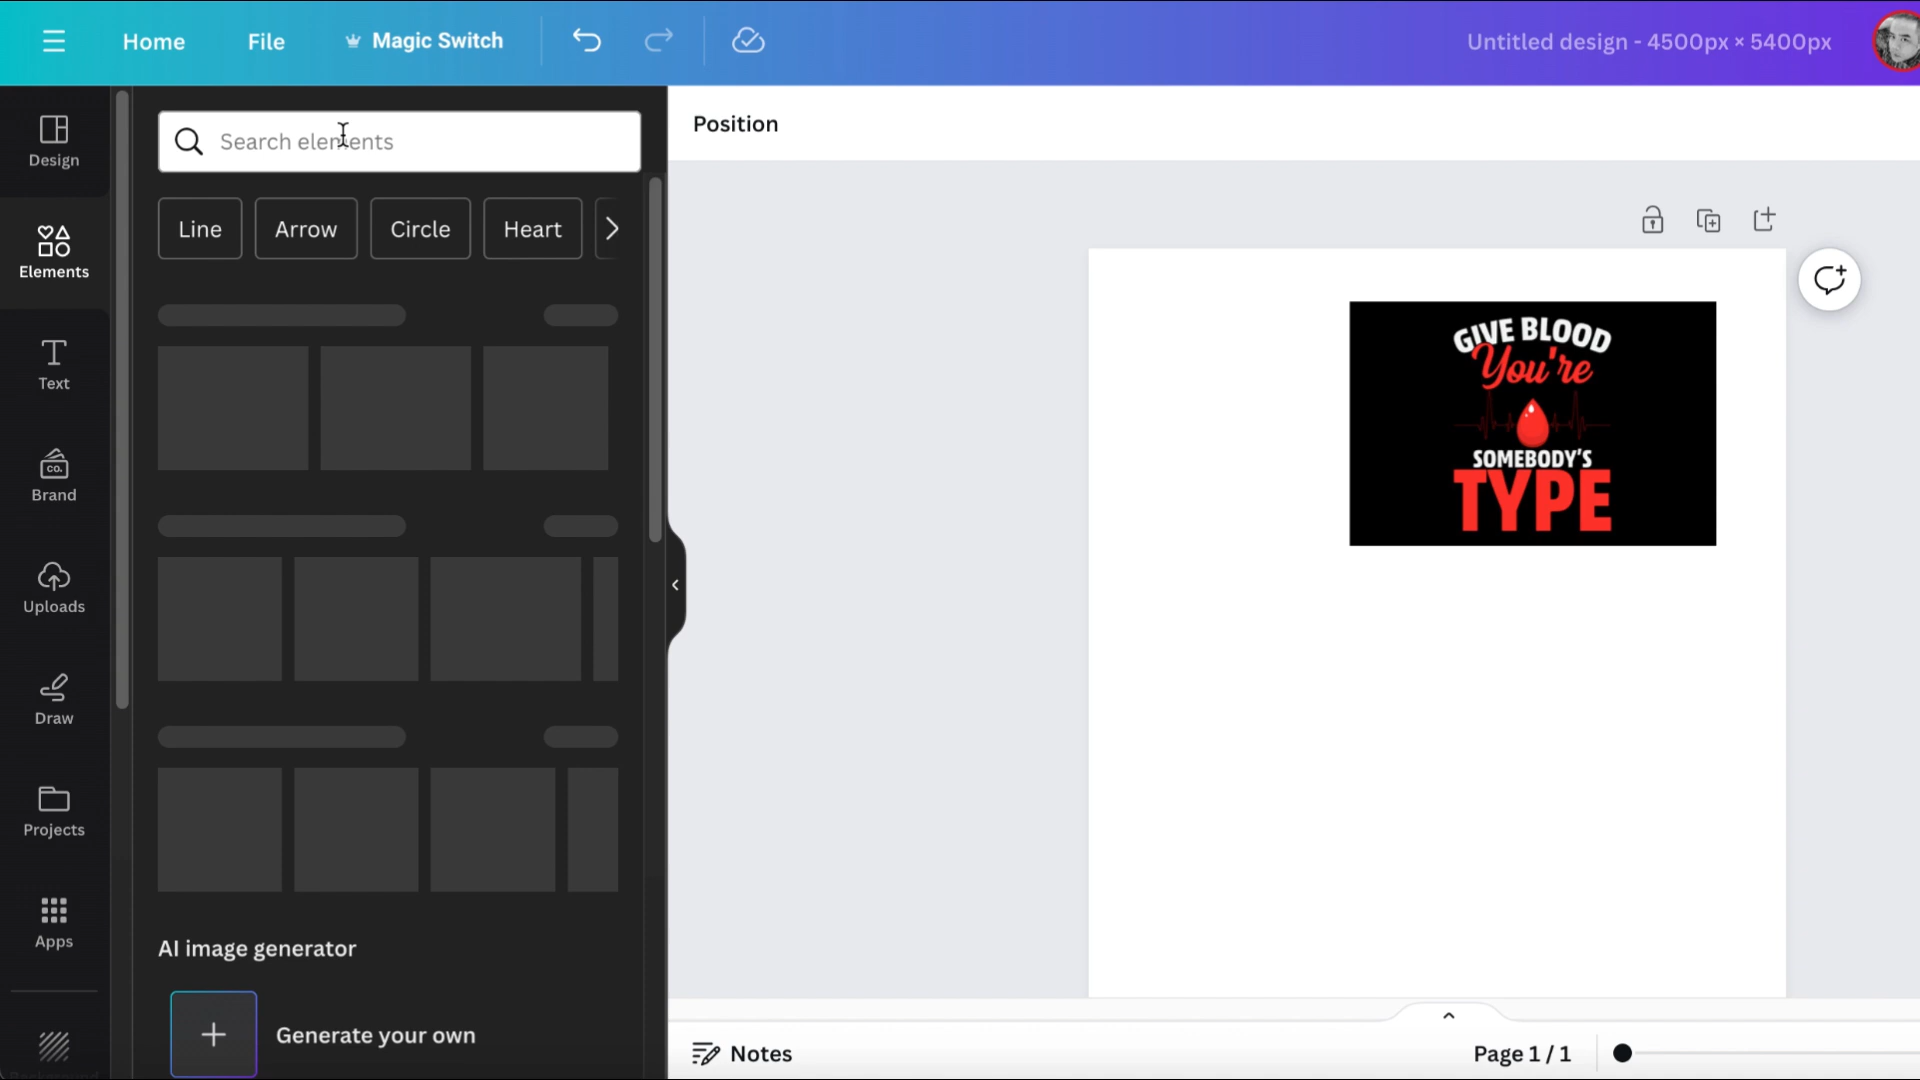 Home
File
Magic Switch
Untitled design - 4500px × 5400px
Design
Elements
Text
CO.
Brand
Uploads
Draw
Projects
Apps
Search elements
Line
Arrow
Circle
Heart
AI image generator
Generate your own
Position
GIVE BLOOD
You're
SOMEBODY'S
TYPE
Notes
Page 1 / 1